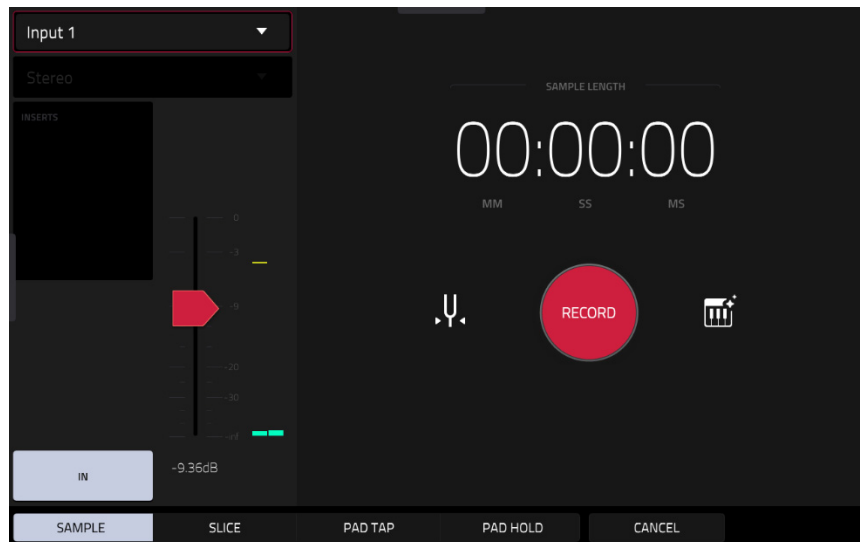 Input 1
Stereo
INSERTS
0
-3
-9
-20
-30
-inf
-9.36dB
IN
SAMPLE LENGTH
00:00:00
MM SS MS
RECORD
SAMPLE SLICE PAD TAP PAD HOLD CANCEL